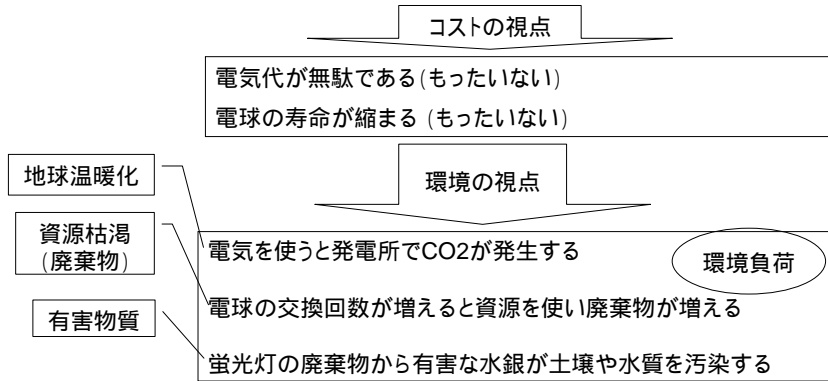 コストの視点
電気代が無駄である(もったいない)
電球の寿命が縮まる (もったいない)
環境の視点
地球温暖化
資源枯渇
(廃棄物)
有害物質
電気を使うと発電所でCO2が発生する
環境負荷
電球の交換回数が増えると資源を使い廃棄物が増える
蛍光灯の廃棄物から有害な水銀が土壌や水質を汚染する